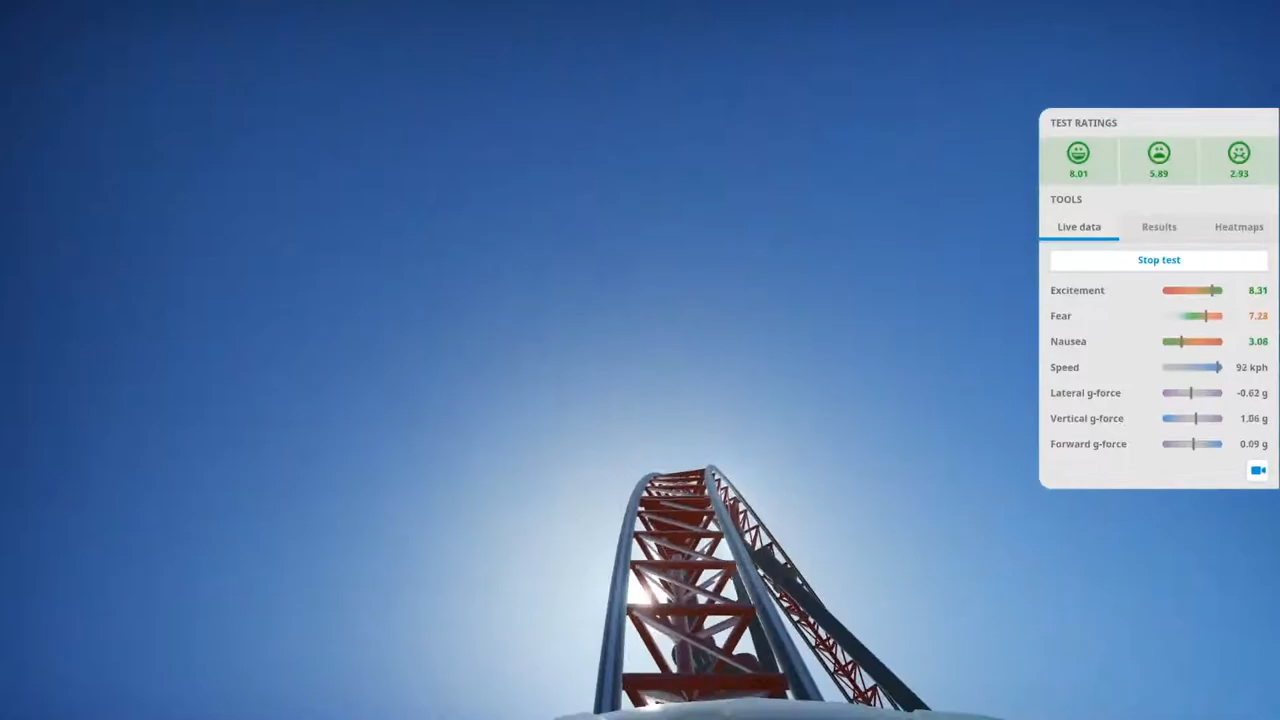 TEST RATINGS
8.01 5.89 2.93
TOOLS
Live data Results Heatmaps
Stop test
Excitement 8.31
Fear 7.23
Nausea 3.08
Speed 92 kph
Lateral g-force -0.62 g
Vertical g-force 1.06 g
Forward g-force 0.09 g